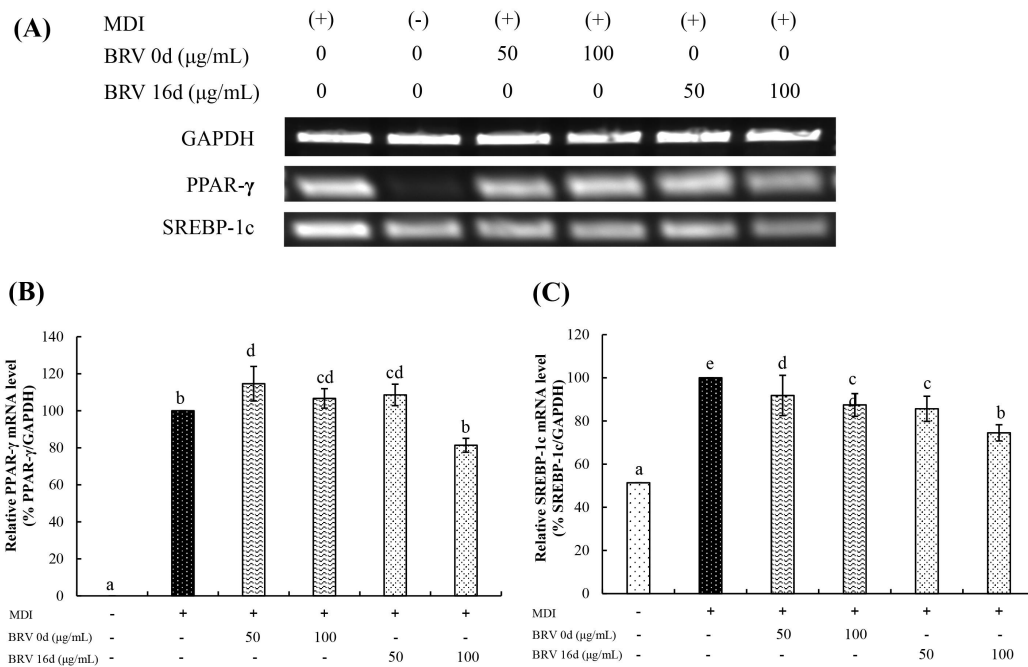 (A)
MDI (+) (-) (+) (+) (+) (+)
BRV 0d (μg/mL) 0 0 50 100 0 0
BRV 16d (μg/mL) 0 0 0 0 50 100
GAPDH
PPAR-γ
SREBP-1c
(B)
Relative PPAR-γ mRNA level
(% PPAR-γ/GAPDH)
140
120
100
80
60
40
20
0
a b d cd cd b
MDI - + + + + +
BRV 0d (μg/mL) - - 50 100 - -
BRV 16d (μg/mL) - - - - 50 100
(C)
Relative SREBP-1c mRNA level
(% SREBP-1c/GAPDH)
120
100
80
60
40
20
0
a e d c c b
d
MDI - + + + + +
BRV 0d (μg/mL) - - 50 100 - -
BRV 16d (μg/mL) - - - - 50 100